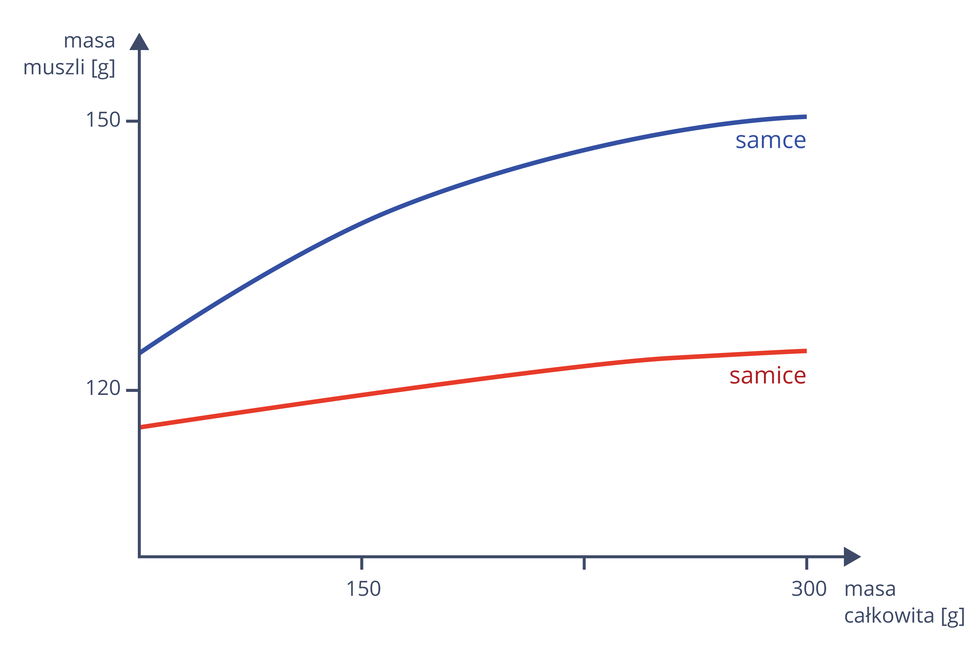 masa
muszli [g]
150
samce
120
samice
150
300
masa
całkowita [g]